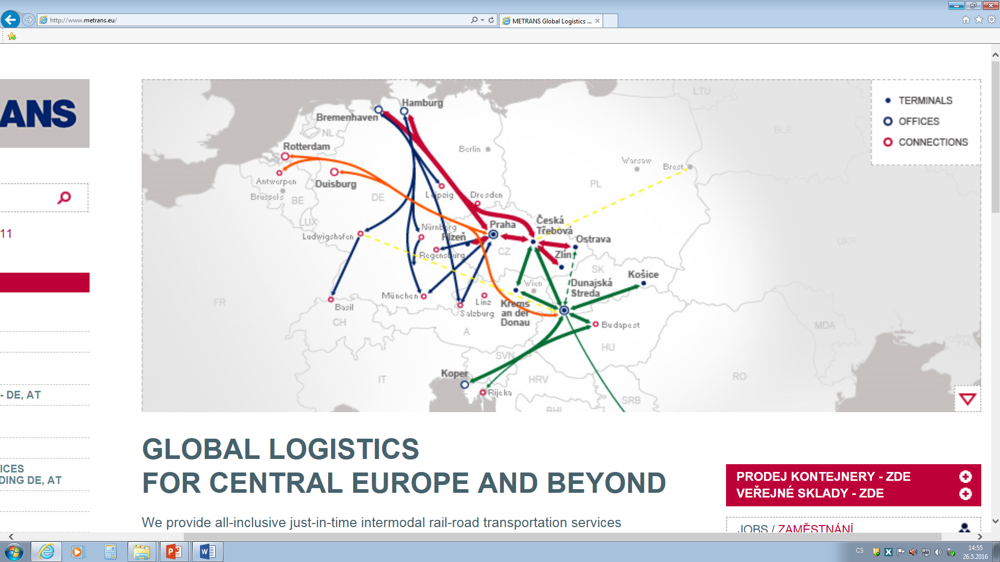 http://www.metrans.eu/
METRANS Global Logistics ...
ANS
11
- DE, AT
ICES
DING DE, AT
TERMINALS
OFFICES
CONNECTIONS
LTU
BLR
Hamburg
Bremenhaven
NL
Rotterdam
Berlin
Warsaw
Brest
Antwerpen
Duisburg
Brussels
BE
DE
Leipzig
Dresden
PL
LUX
Česká
Třebová
Praha
Nürnberg
Plzeň
Ludwigshafen
Ostrava
UKR
Regensburg
CZ
Zlín
SK
Košice
Wien
Dunajská
Streda
München
Linz
Krems
an der
Donau
FR
Basil
Salzburg
CH
A
Budapest
MDA
HU
SVN
Koper
IT
HRV
RO
Rijeka
SRB
BHI
GLOBAL LOGISTICS
FOR CENTRAL EUROPE AND BEYOND
We provide all-inclusive just-in-time intermodal rail-road transportation services
PRODEJ KONTEJNERY - ZDE
VEŘEJNÉ SKLADY - ZDE
JOBS / ZAMĚSTNÁNÍ
CS
14:55
26.5.2016